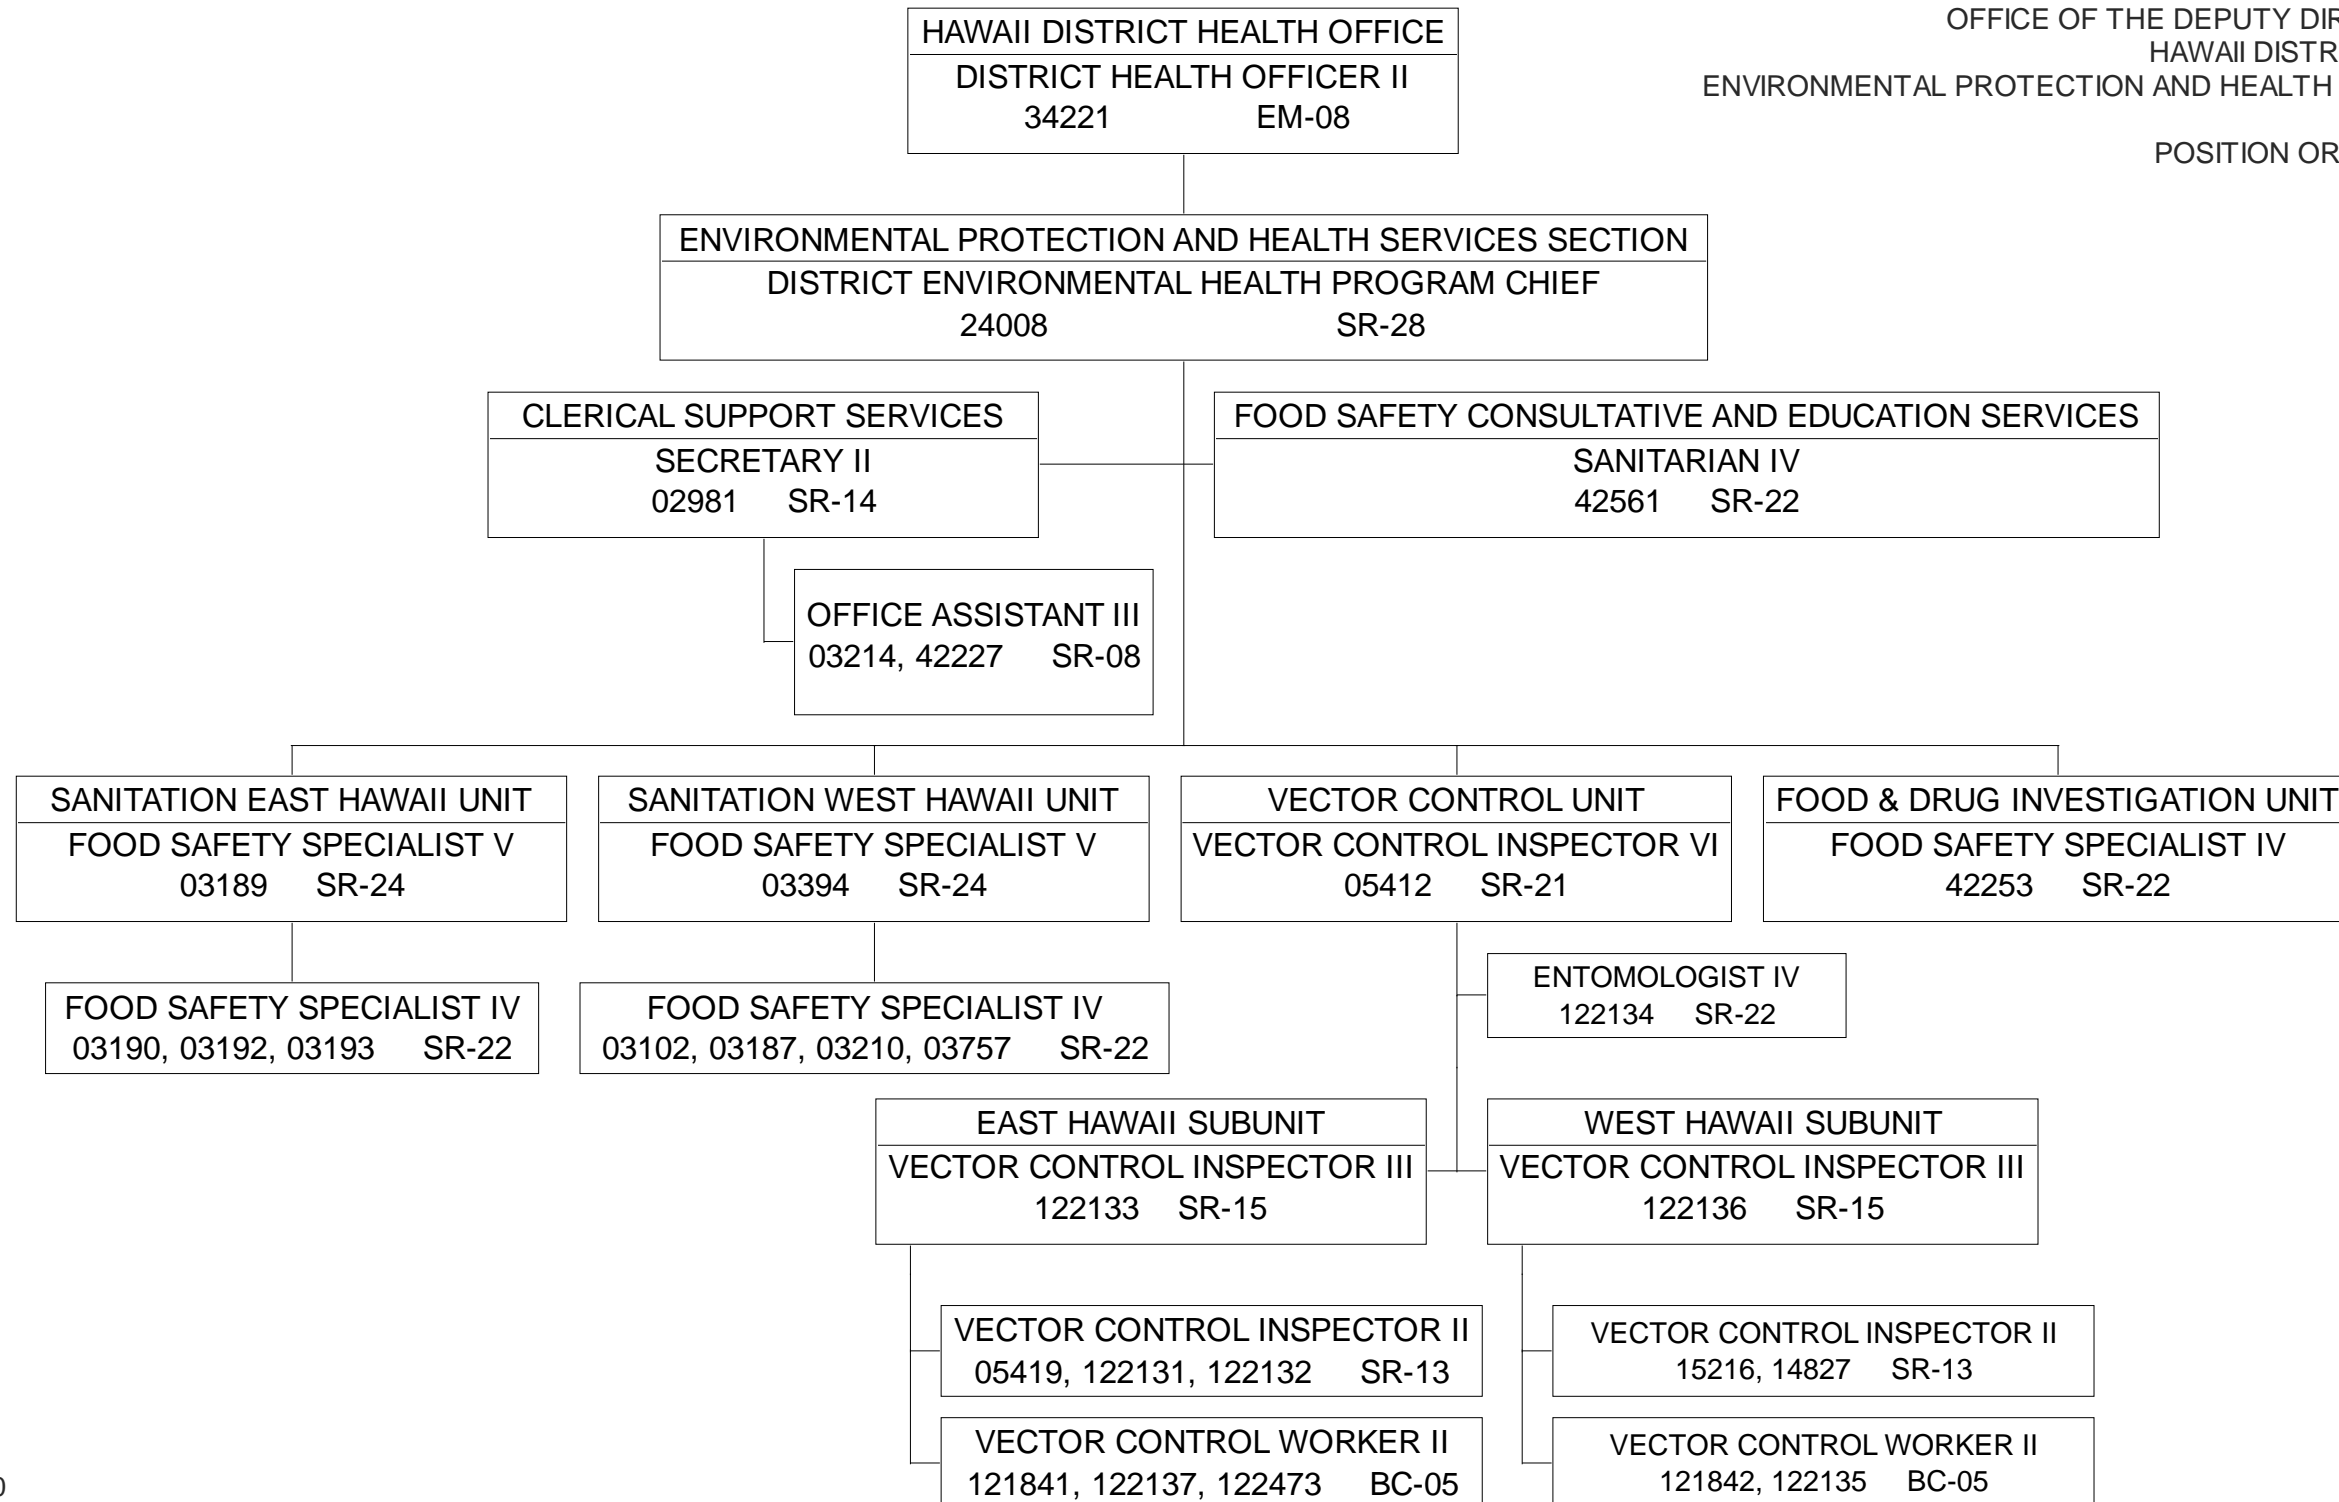 HAWAII DISTRICT HEALTH OFFICE
DISTRICT HEALTH OFFICER II
34221 EM-08
OFFICE OF THE DEPUTY
HAWAII
ENVIRONMENTAL PROTECTION AND HEALTH
POSITION
ENVIRONMENTAL PROTECTION AND HEALTH SERVICES SECTION
DISTRICT ENVIRONMENTAL HEALTH PROGRAM CHIEF
24008 SR-28
CLERICAL SUPPORT SERVICES
SECRETARY II
02981 SR-14
FOOD SAFETY CONSULTATIVE AND EDUCATION SERVICES
SANITARIAN IV
42561 SR-22
OFFICE ASSISTANT III
03214, 42227 SR-08
SANITATION EAST HAWAII UNIT
FOOD SAFETY SPECIALIST V
03189 SR-24
SANITATION WEST HAWAII UNIT
FOOD SAFETY SPECIALIST V
03394 SR-24
VECTOR CONTROL UNIT
VECTOR CONTROL INSPECTOR VI
05412 SR-21
FOOD & DRUG INVESTIGATION UNIT
FOOD SAFETY SPECIALIST IV
42253 SR-22
FOOD SAFETY SPECIALIST IV
03190, 03192, 03193 SR-22
FOOD SAFETY SPECIALIST IV
03102, 03187, 03210, 03757 SR-22
ENTOMOLOGIST IV
122134 SR-22
EAST HAWAII SUBUNIT
VECTOR CONTROL INSPECTOR III
122133 SR-15
WEST HAWAII SUBUNIT
VECTOR CONTROL INSPECTOR III
122136 SR-15
VECTOR CONTROL INSPECTOR II
05419, 122131, 122132 SR-13
VECTOR CONTROL WORKER II
121841, 122137, 122473 BC-05
VECTOR CONTROL INSPECTOR II
15216, 14827 SR-13
VECTOR CONTROL WORKER II
121842, 122135 BC-05